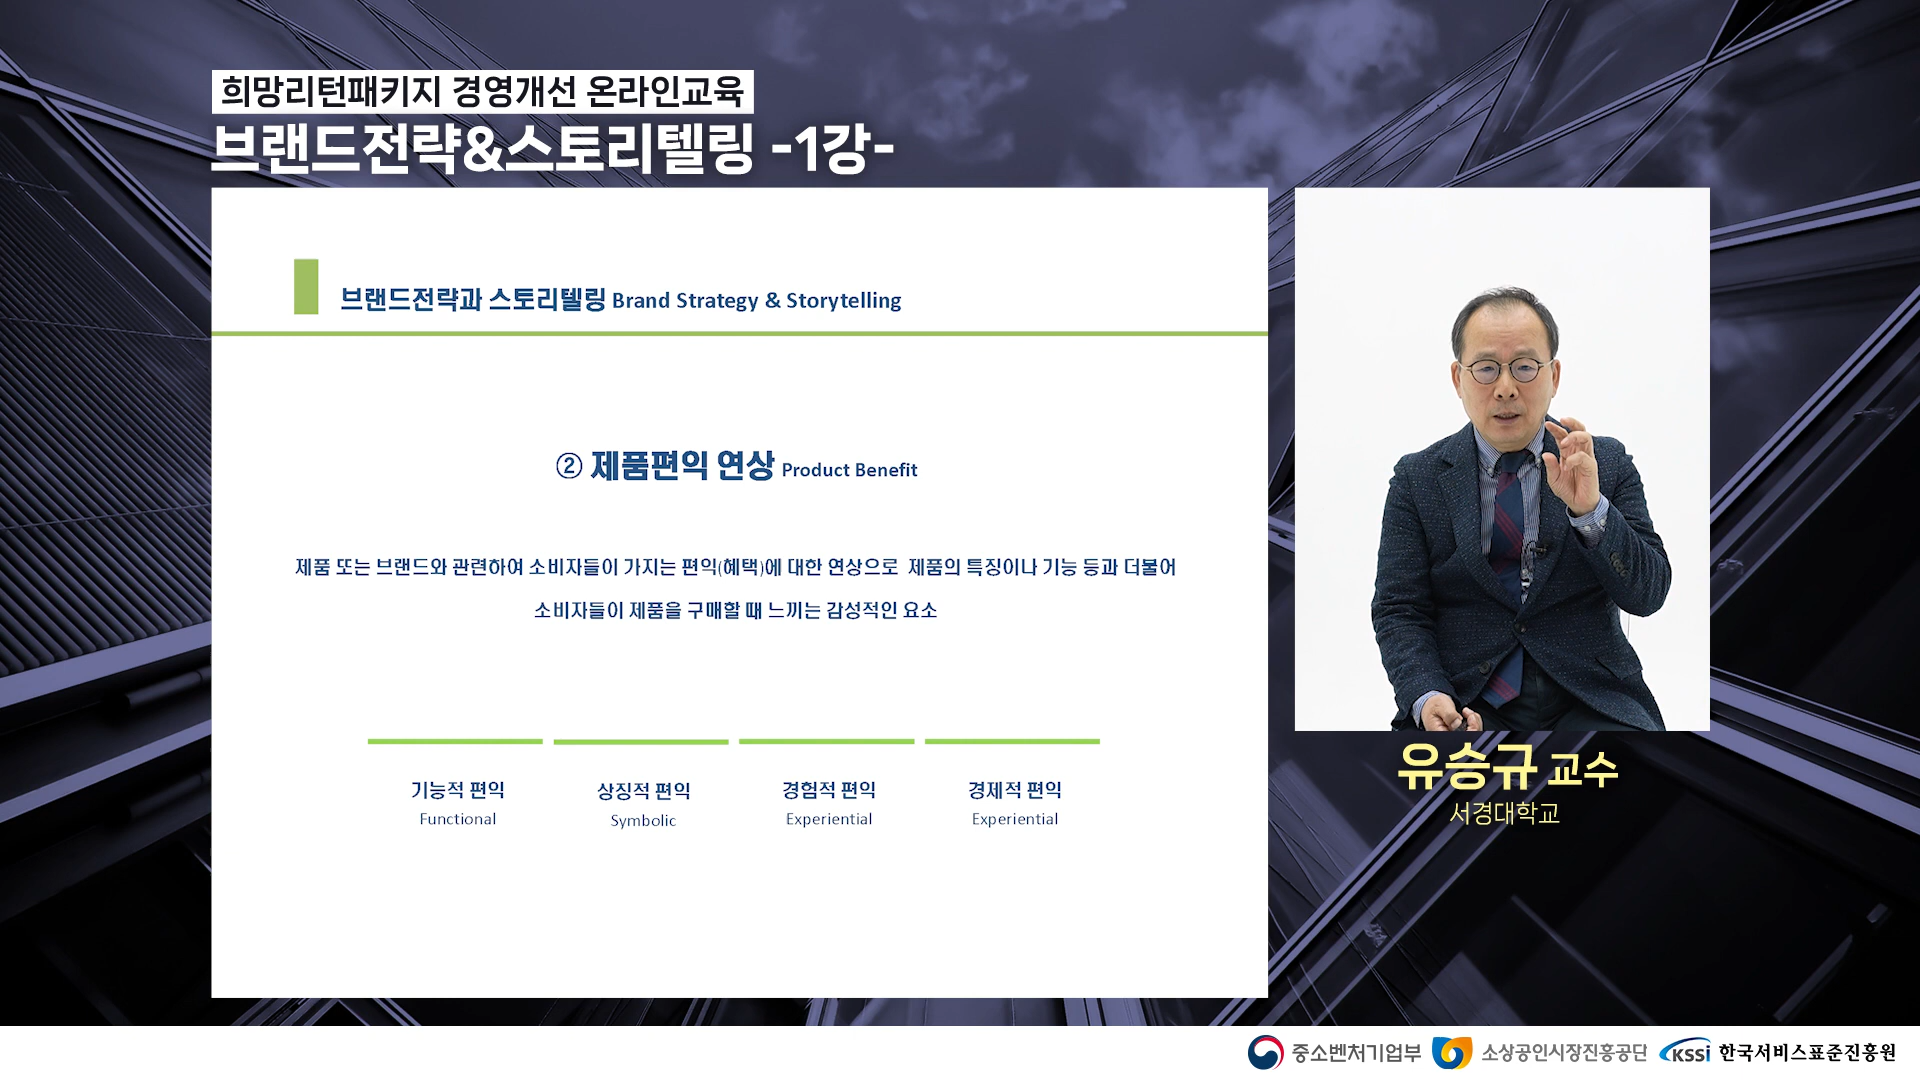 희망리턴패키지 경영개선 온라인교육
브랜드전략&스토리텔링 -1강-
브랜드전략과 스토리텔링 Brand Strategy & Storytelling
② 제품편익 연상 Product Benefit
제품 또는 브랜드와 관련하여 소비자들이 가지는 편익(혜택)에 대한 연상으로 제품의 특징이나 기능 등과 더불어
소비자들이 제품을 구매할 때 느끼는 감성적인 요소
기능적 편익
Functional
상징적 편익
Symbolic
경험적 편익
Experiential
경제적 편익
Experiential
유승규 교수
서경대학교
중소벤처기업부 소상공인시장진흥공단 KSSi 한국서비스표준진흥원